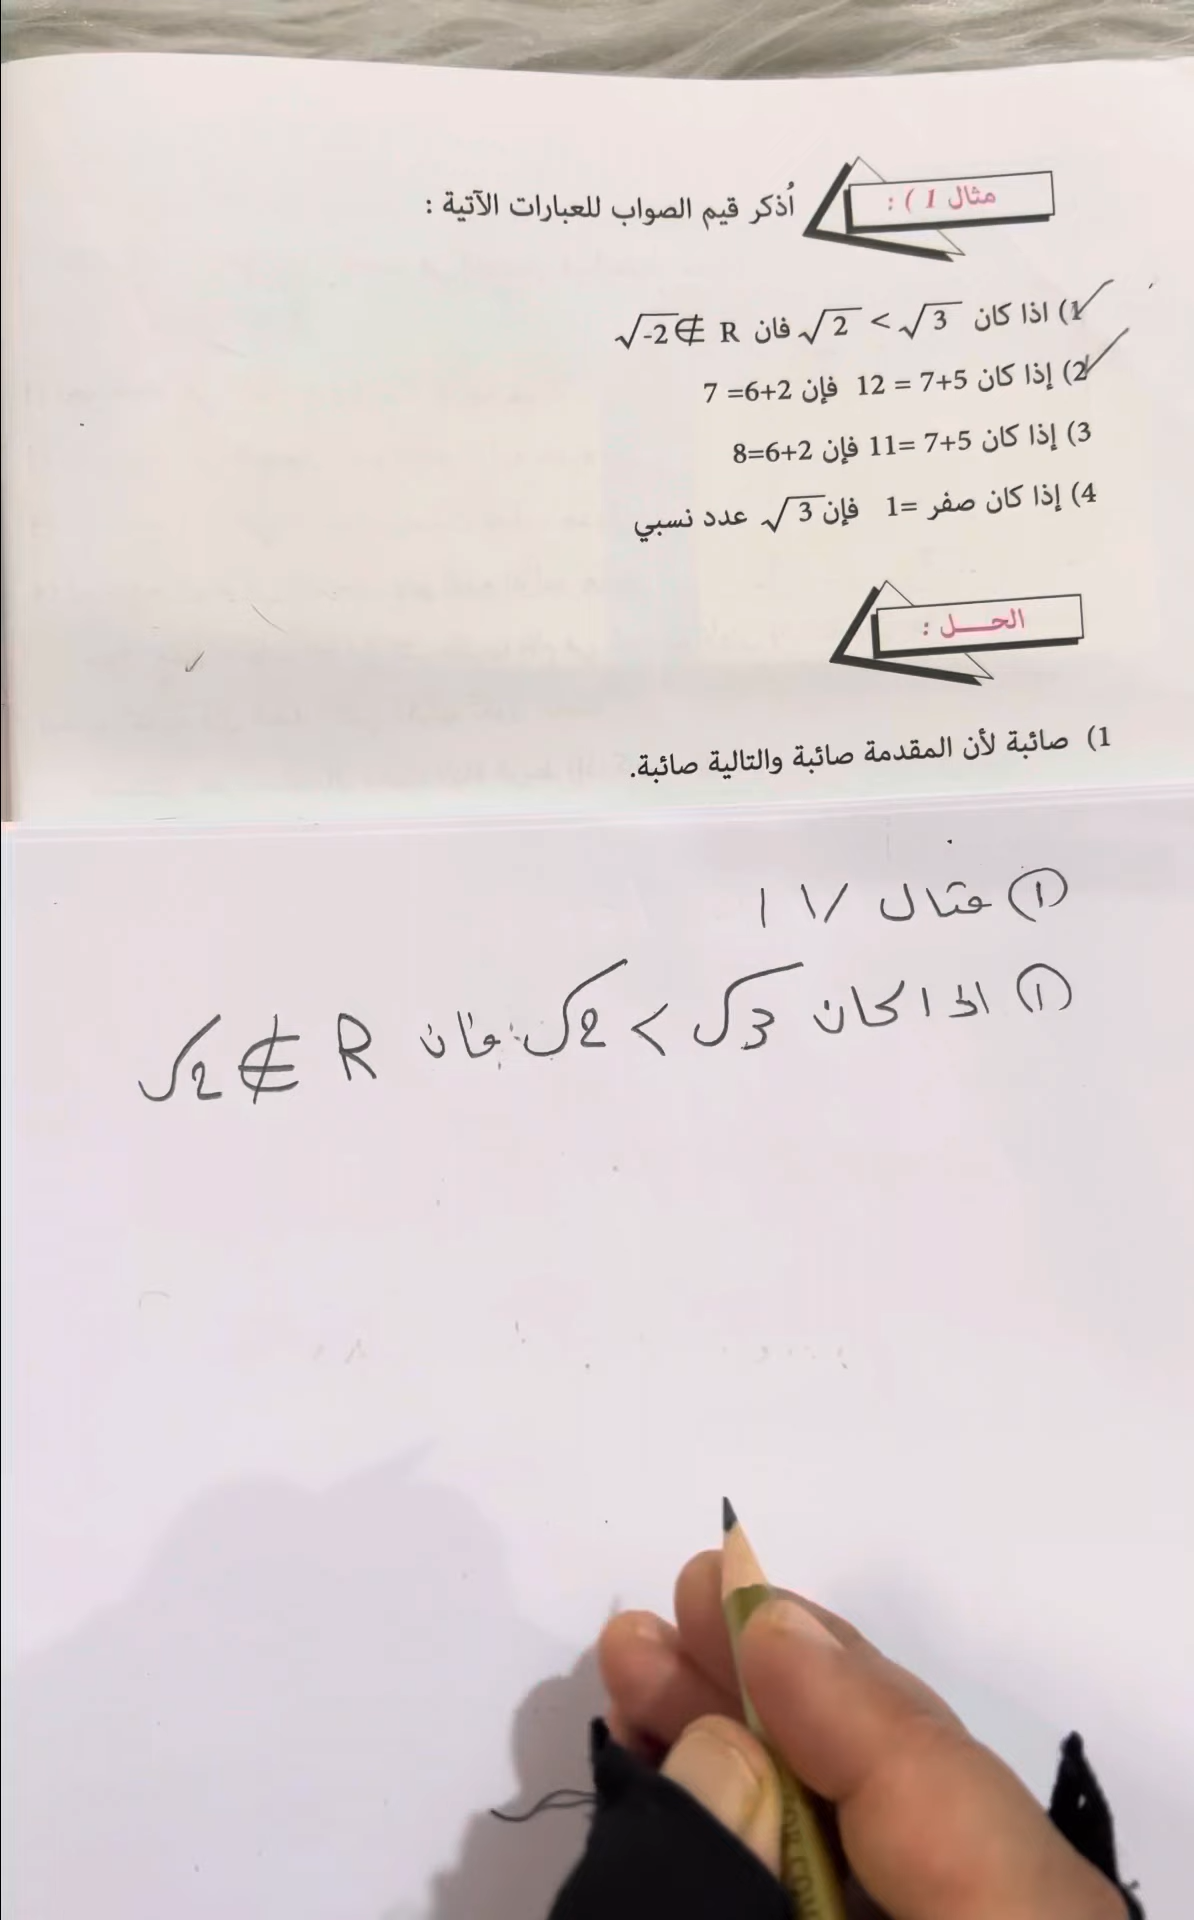 مثال 1 ) :
أُذكر قيم الصواب للعبارات الآتية :
1) اذا كان √2 < √3 فان √-2 ∉ R
2) إذا كان 7+5 = 12 فإن 6+2= 7
3) إذا كان 7+5 =11 فإن 6+2=8
4) إذا كان صفر =1 فإن √3 عدد نسبي
الحـــل :
1) صائبة لأن المقدمة صائبة والتالية صائبة.
① مثال / ١ ا
① اذا كان √2 < √3 فان √2 ∉ R